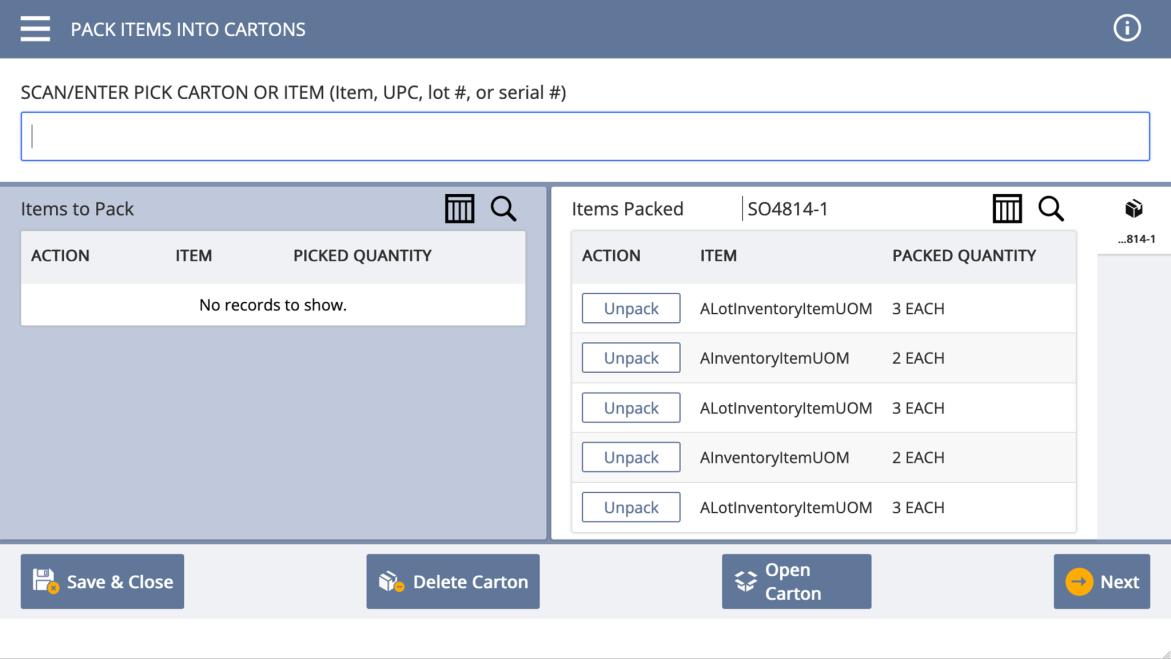 PACK ITEMS INTO CARTONS
SCAN/ENTER PICK CARTON OR ITEM (Item, UPC, lot #, or serial #)
Items to Pack
ACTION ITEM PICKED QUANTITY
No records to show.
Items Packed SO4814-1
...814-1
ACTION ITEM PACKED QUANTITY
Unpack ALotInventoryItemUOM 3 EACH
Unpack AInventoryItemUOM 2 EACH
Unpack ALotInventoryItemUOM 3 EACH
Unpack AInventoryItemUOM 2 EACH
Unpack ALotInventoryItemUOM 3 EACH
Save & Close
Delete Carton
Open
Carton
Next